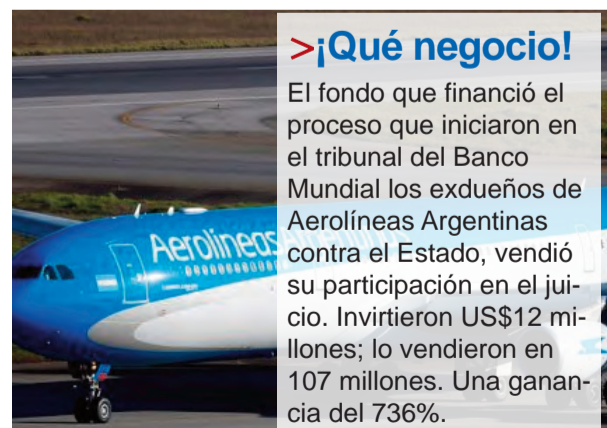 >¡Qué negocio!
El fondo que financió el
proceso que iniciaron en
el tribunal del Banco
Mundial los exdueños de
Aerolíneas Argentinas
contra el Estado, vendió
su participación en el jui-
cio. Invirtieron US$12 mi-
llones; lo vendieron en
107 millones. Una ganan-
cia del 736%.
Aerolíneas